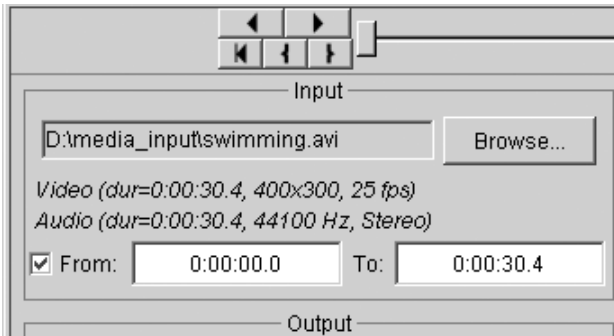 Input
D:\media_input\swimming.avi Browse...
Video (dur=0:00:30.4, 400x300, 25 fps)
Audio (dur=0:00:30.4, 44100 Hz, Stereo)
From: 0:00:00.0 To: 0:00:30.4
Output